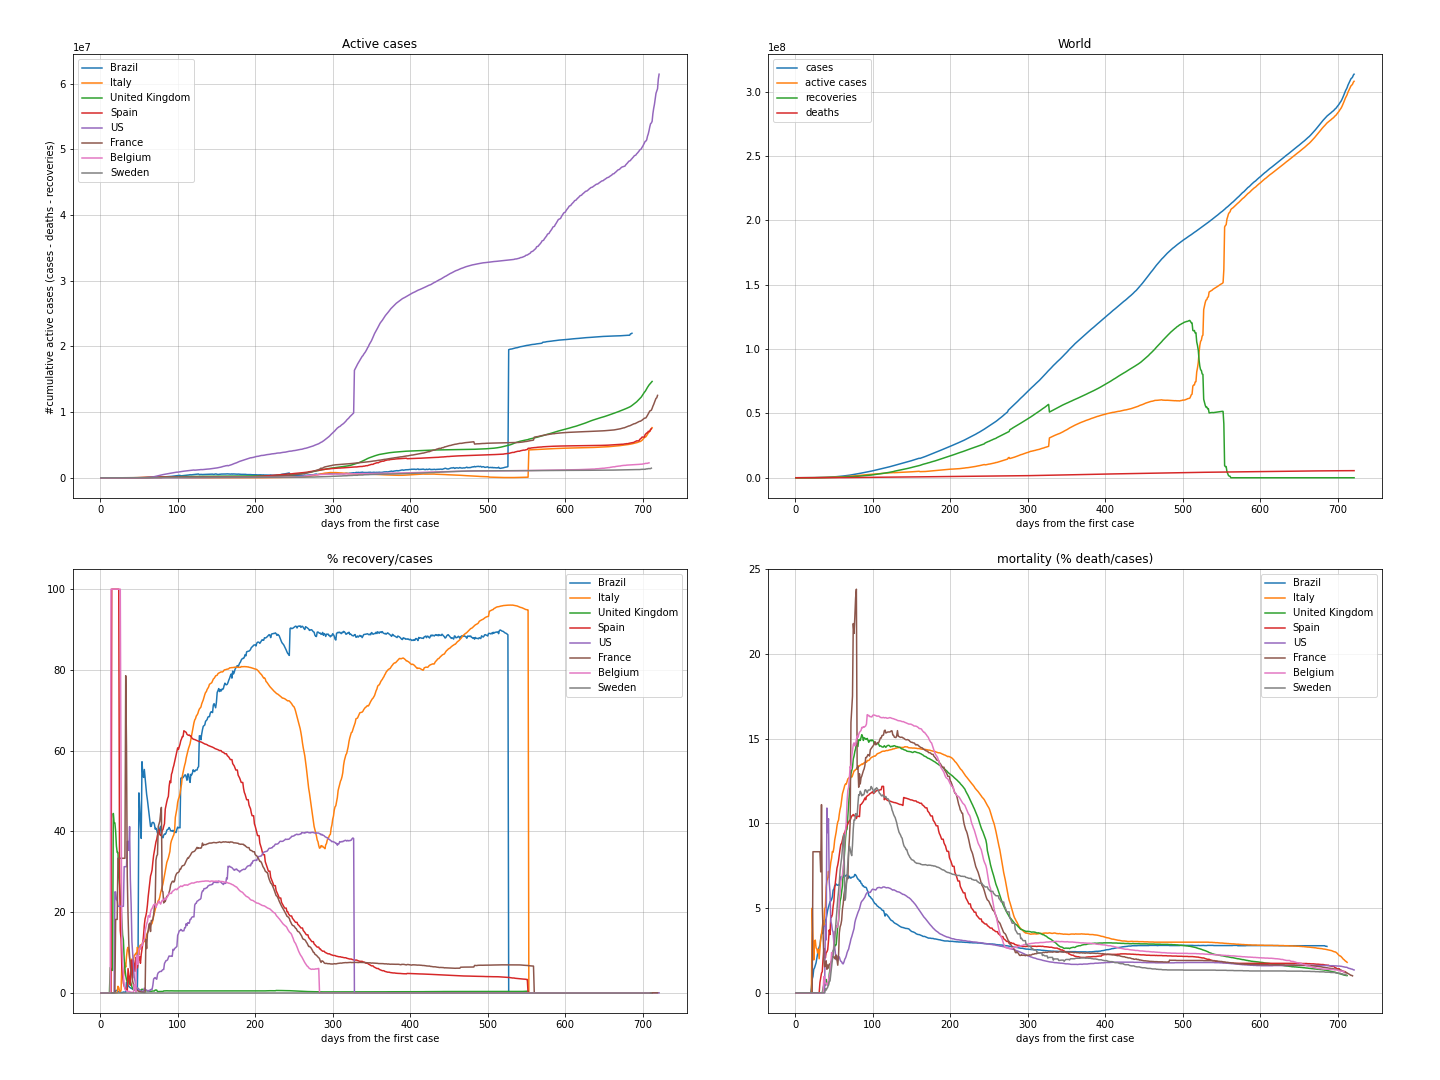 Active cases
1e7
#cumulative active cases (cases - deaths - recoveries)
6
5
4
3
2
1
0
Brazil
Italy
United Kingdom
Spain
US
France
Belgium
Sweden
0 100 200 300 400 500 600 700
days from the first case
World
1e8
3.0
2.5
2.0
1.5
1.0
0.5
0.0
cases
active cases
recoveries
deaths
0 100 200 300 400 500 600 700
days from the first case
% recovery/cases
100
80
60
40
20
0
Brazil
Italy
United Kingdom
Spain
US
France
Belgium
Sweden
0 100 200 300 400 500 600 700
days from the first case
mortality (% death/cases)
25
20
15
10
5
0
Brazil
Italy
United Kingdom
Spain
US
France
Belgium
Sweden
0 100 200 300 400 500 600 700
days from the first case